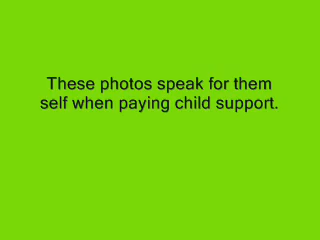 These photos speak for them
self when paying child support.